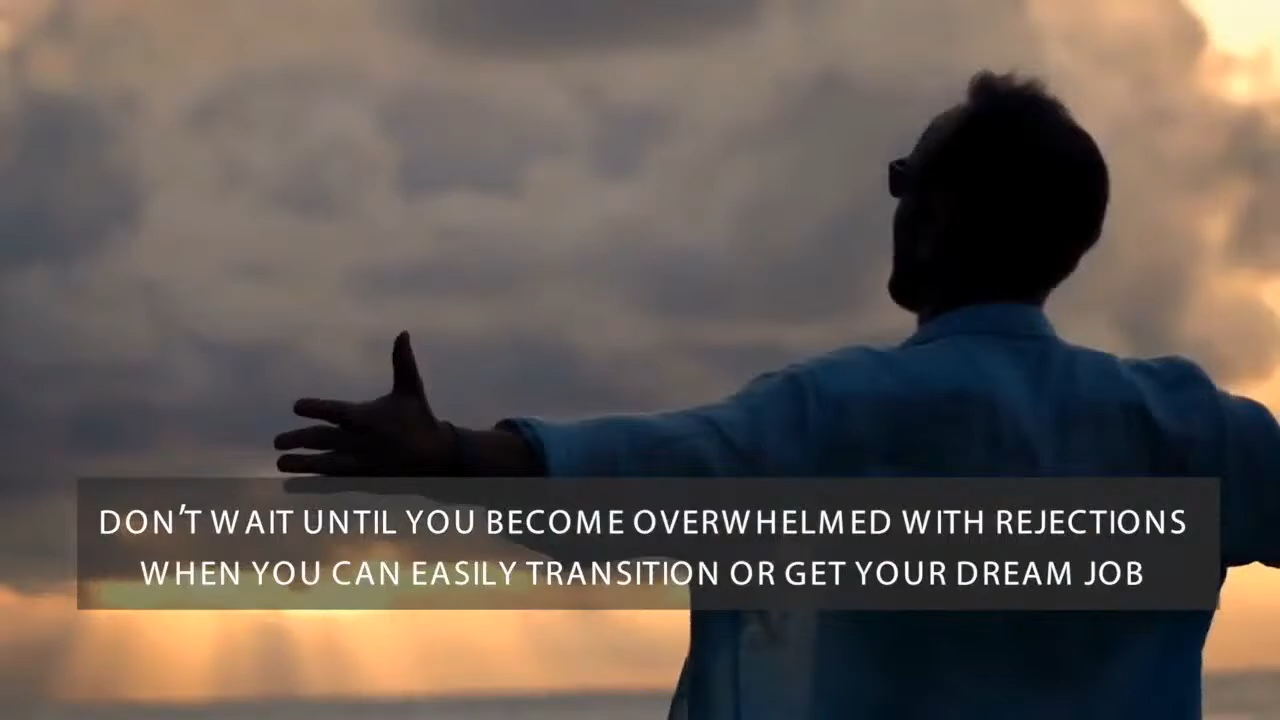 DON'T WAIT UNTIL YOU BECOME OVERWHELMED WITH REJECTIONS
WHEN YOU CAN EASILY TRANSITION OR GET YOUR DREAM JOB